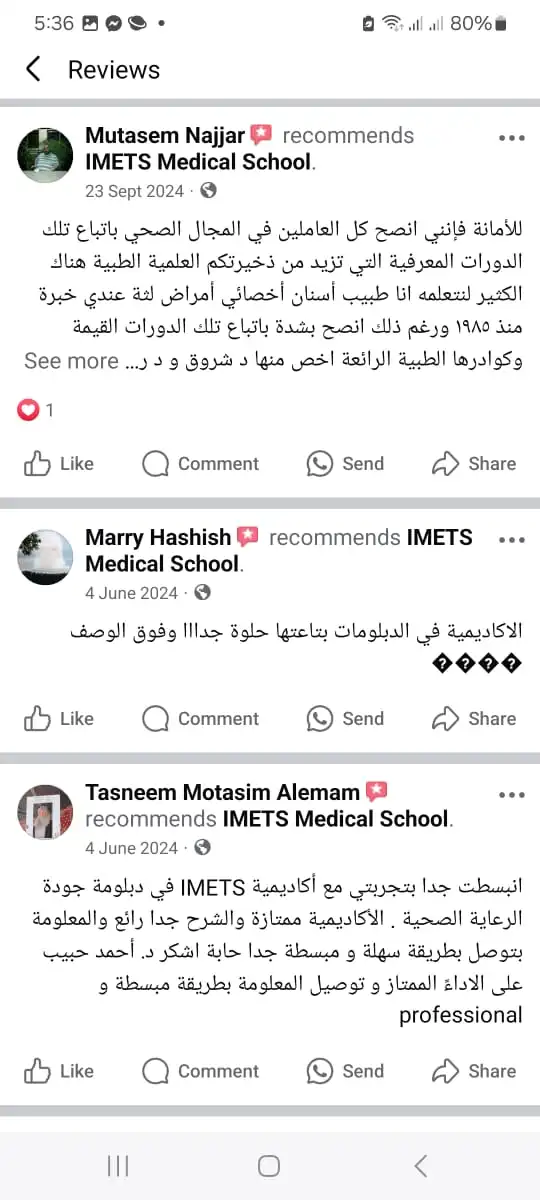 5:36 80%
Reviews
Mutasem Najjar recommends
IMETS Medical School.
23 Sept 2024 ·
للأمانة فإنني انصح كل العاملين في المجال الصحي باتباع تلك
الدورات المعرفية التي تزيد من ذخيرتكم العلمية الطبية هناك
الكثير لنتعلمه انا طبيب أسنان أخصائي أمراض لثة عندي خبرة
منذ ١٩٨٥ ورغم ذلك انصح بشدة باتباع تلك الدورات القيمة
وكوادرها الطبية الرائعة اخص منها د شروق و د ر... See more
1
Like Comment Send Share
Marry Hashish recommends IMETS
Medical School.
4 June 2024 ·
الاكاديمية في الدبلومات بتاعتها حلوة جدااا وفوق الوصف
����
Like Comment Send Share
Tasneem Motasim Alemam
recommends IMETS Medical School.
4 June 2024 ·
انبسطت جدا بتجربتي مع أكاديمية IMETS في دبلومة جودة
الرعاية الصحية . الأكاديمية ممتازة والشرح جدا رائع والمعلومة
بتوصل بطريقة سهلة و مبسطة جدا حابة اشكر د. أحمد حبيب
على الاداءً الممتاز و توصيل المعلومة بطريقة مبسطة و
professional
Like Comment Send Share